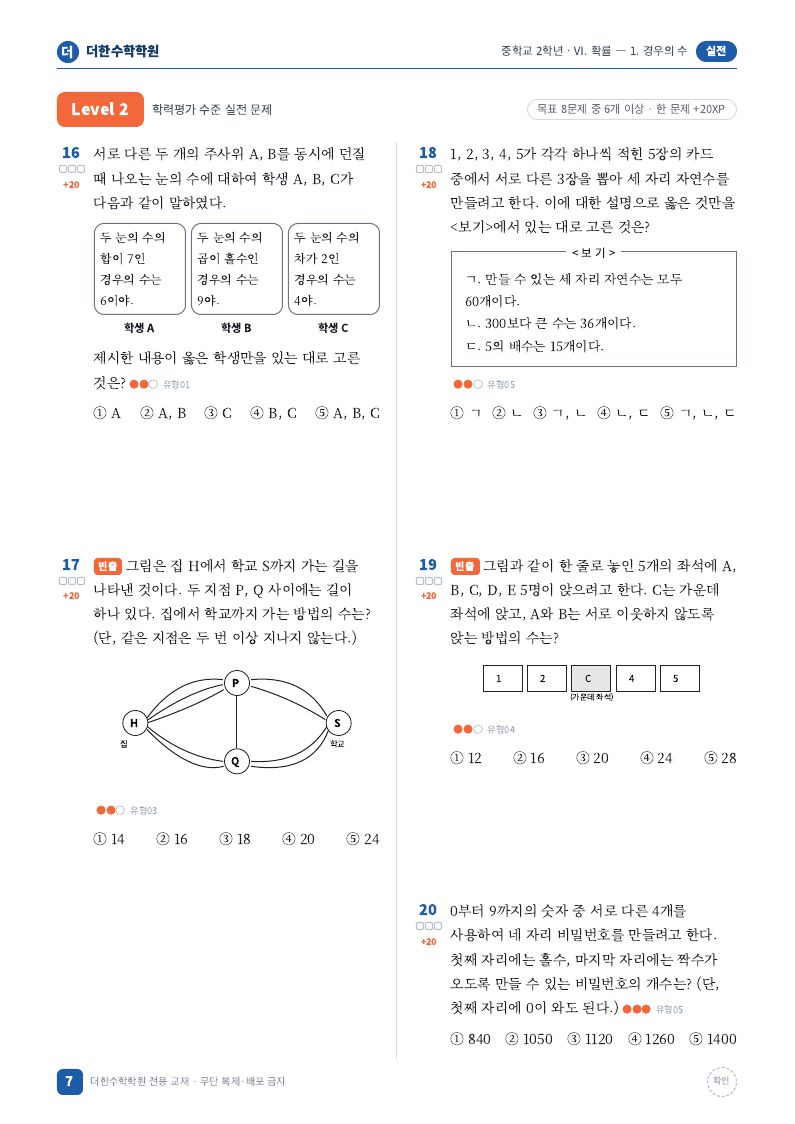 더 더한수학학원
중학교 2학년 · VI. 확률 — 1. 경우의 수 실전
Level 2 학력평가 수준 실전 문제
목표 8문제 중 6개 이상 · 한 문제 +20XP
16 서로 다른 두 개의 주사위 A, B를 동시에 던질
때 나오는 눈의 수에 대하여 학생 A, B, C가
+20
다음과 같이 말하였다.
두 눈의 수의
합이 7인
경우의 수는
6이야.
학생 A
두 눈의 수의
곱이 홀수인
경우의 수는
9야.
학생 B
두 눈의 수의
차가 2인
경우의 수는
4야.
학생 C
제시한 내용이 옳은 학생만을 있는 대로 고른
것은? 유형01
① A ② A, B ③ C ④ B, C ⑤ A, B, C
17 빈출 그림은 집 H에서 학교 S까지 가는 길을
나타낸 것이다. 두 지점 P, Q 사이에는 길이
+20
하나 있다. 집에서 학교까지 가는 방법의 수는?
(단, 같은 지점은 두 번 이상 지나지 않는다.)
P
H
S
집
학교
Q
유형03
① 14 ② 16 ③ 18 ④ 20 ⑤ 24
18 1, 2, 3, 4, 5가 각각 하나씩 적힌 5장의 카드
중에서 서로 다른 3장을 뽑아 세 자리 자연수를
+20
만들려고 한다. 이에 대한 설명으로 옳은 것만을
<보기>에서 있는 대로 고른 것은?
<보 기>
ㄱ. 만들 수 있는 세 자리 자연수는 모두
60개이다.
ㄴ. 300보다 큰 수는 36개이다.
ㄷ. 5의 배수는 15개이다.
유형05
① ㄱ ② ㄴ ③ ㄱ, ㄴ ④ ㄴ, ㄷ ⑤ ㄱ, ㄴ, ㄷ
19 빈출 그림과 같이 한 줄로 놓인 5개의 좌석에 A,
B, C, D, E 5명이 앉으려고 한다. C는 가운데
+20
좌석에 앉고, A와 B는 서로 이웃하지 않도록
앉는 방법의 수는?
1 2 C 4 5
(가운데 좌석)
유형04
① 12 ② 16 ③ 20 ④ 24 ⑤ 28
20 0부터 9까지의 숫자 중 서로 다른 4개를
사용하여 네 자리 비밀번호를 만들려고 한다.
+20
첫째 자리에는 홀수, 마지막 자리에는 짝수가
오도록 만들 수 있는 비밀번호의 개수는? (단,
첫째 자리에 0이 와도 된다.) 유형05
① 840 ② 1050 ③ 1120 ④ 1260 ⑤ 1400
7 더한수학학원 전용 교재 · 무단 복제·배포 금지
확인